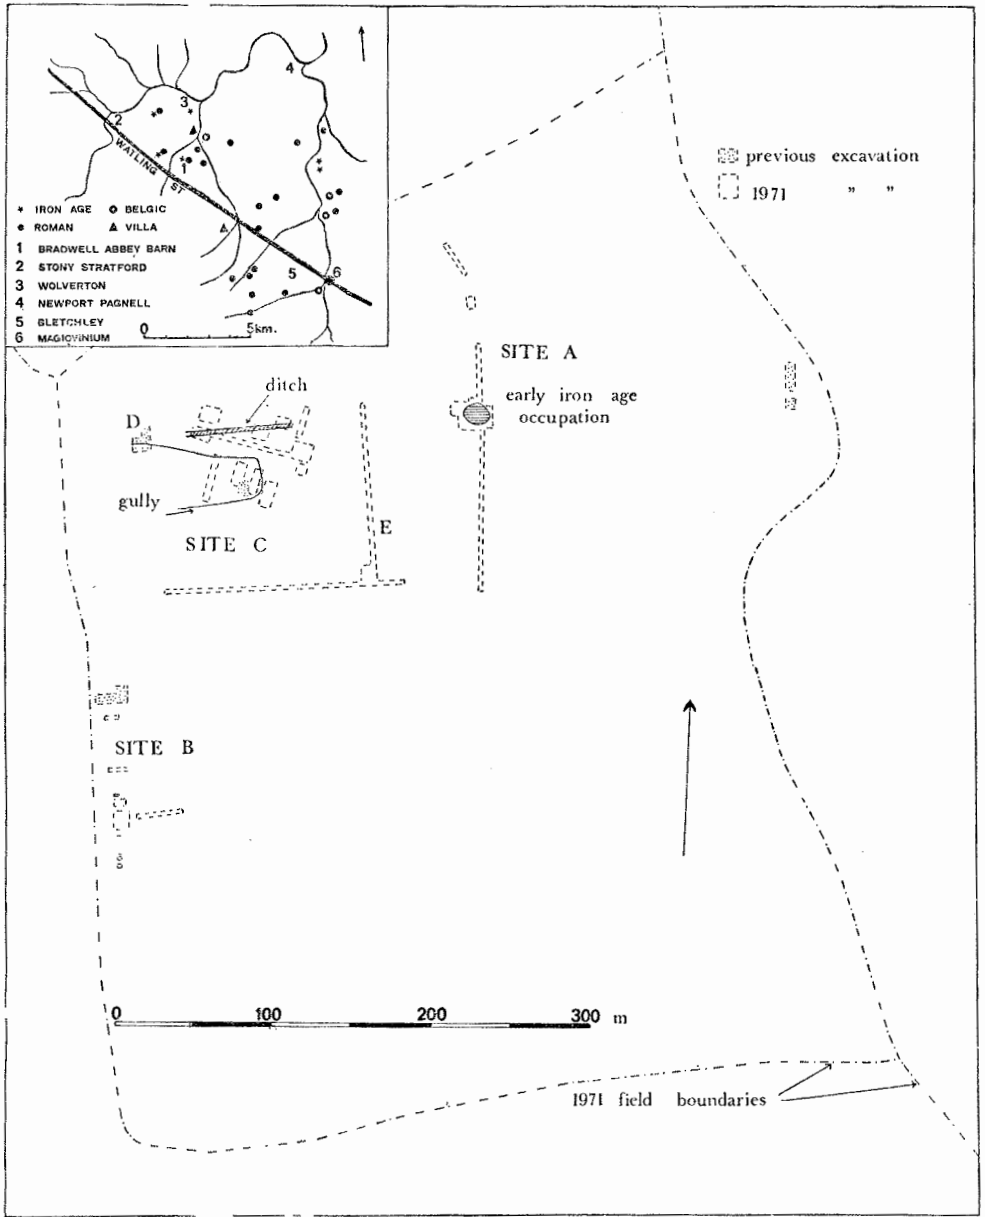 4
3
2
WATLING ST
1
5
6
* IRON AGE BELGIC
ROMAN VILLA
1 BRADWELL ABBEY BARN
2 STONY STRATFORD
3 WOLVERTON
4 NEWPORT PAGNELL
5 BLETCHLEY
6 MAGIOVINIUM
0 5km.
previous excavation
1971 " "
SITE A
early iron age
occupation
ditch
D
gully
E
SITE C
SITE B
0 100 200 300 m
1971 field boundaries